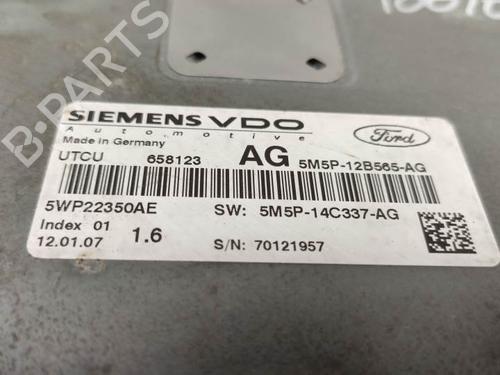 B-PARTS
SIEMENS VDO
Automotive
Made in Germany
Ford
UTCU 658123 AG 5M5P-12B565-AG
5WP22350AE SW: 5M5P-14C337-AG
Index 01
12.01.07 1.6 S/N: 70121957